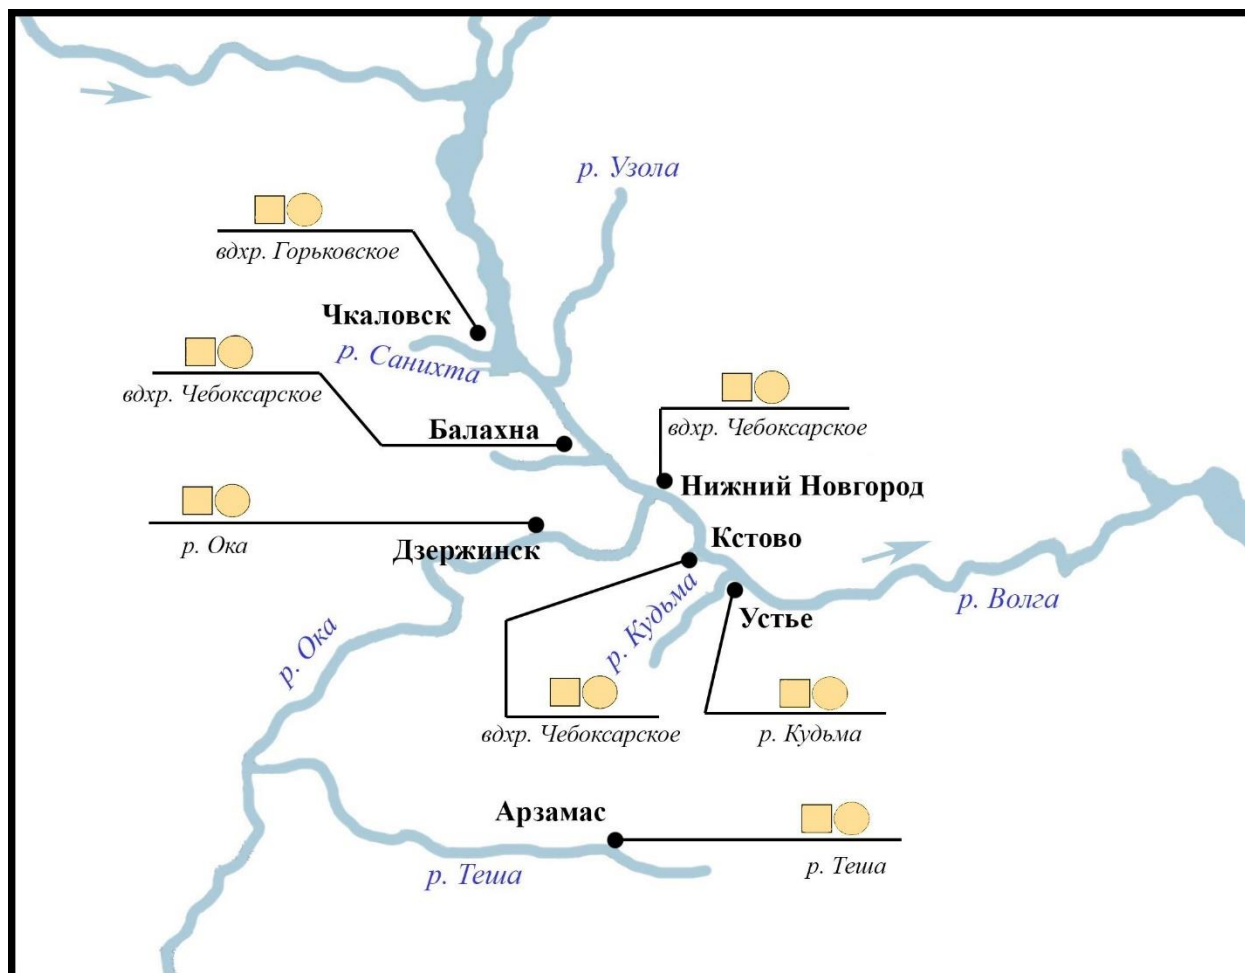 р. Узола
вдхр. Горьковское
Чкаловск
р. Санихта
вдхр. Чебоксарское
вдхр. Чебоксарское
Балахна
Нижний Новгород
р. Ока
Дзержинск
Кстово
р. Кудьма
р. Волга
Устье
р. Ока
вдхр. Чебоксарское
р. Кудьма
Арзамас
р. Теша
р. Теша